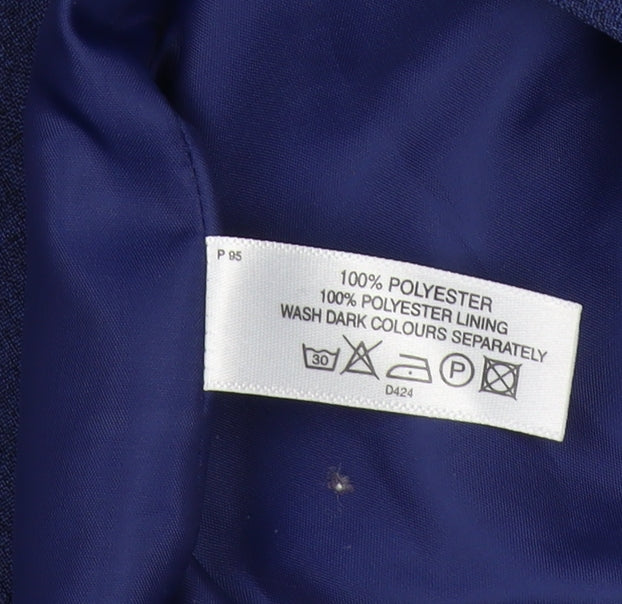 P 95
100% POLYESTER
100% POLYESTER LINING
WASH DARK COLOURS SEPARATELY
30 P
D424